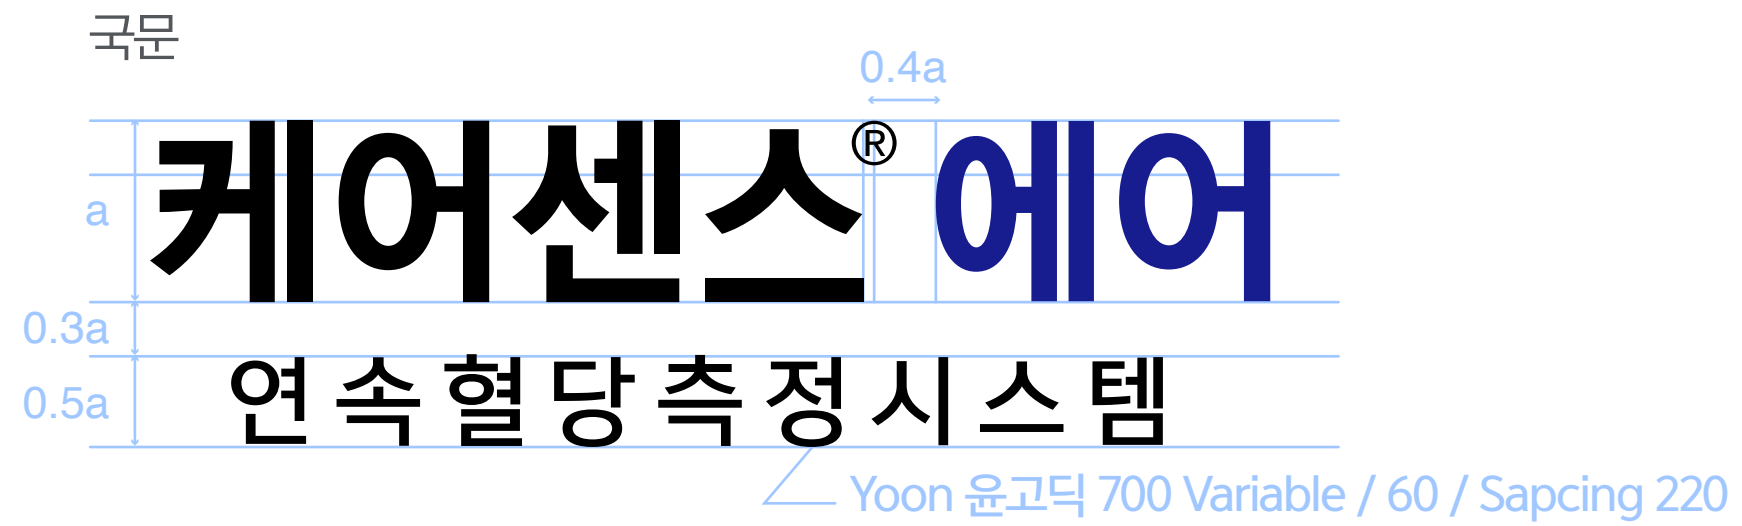 국문
0.4a
케어센스® 에어
a
0.3a
연속혈당측정시스템
0.5a
Yoon 윤고딕 700 Variable / 60 / Sapcing 220